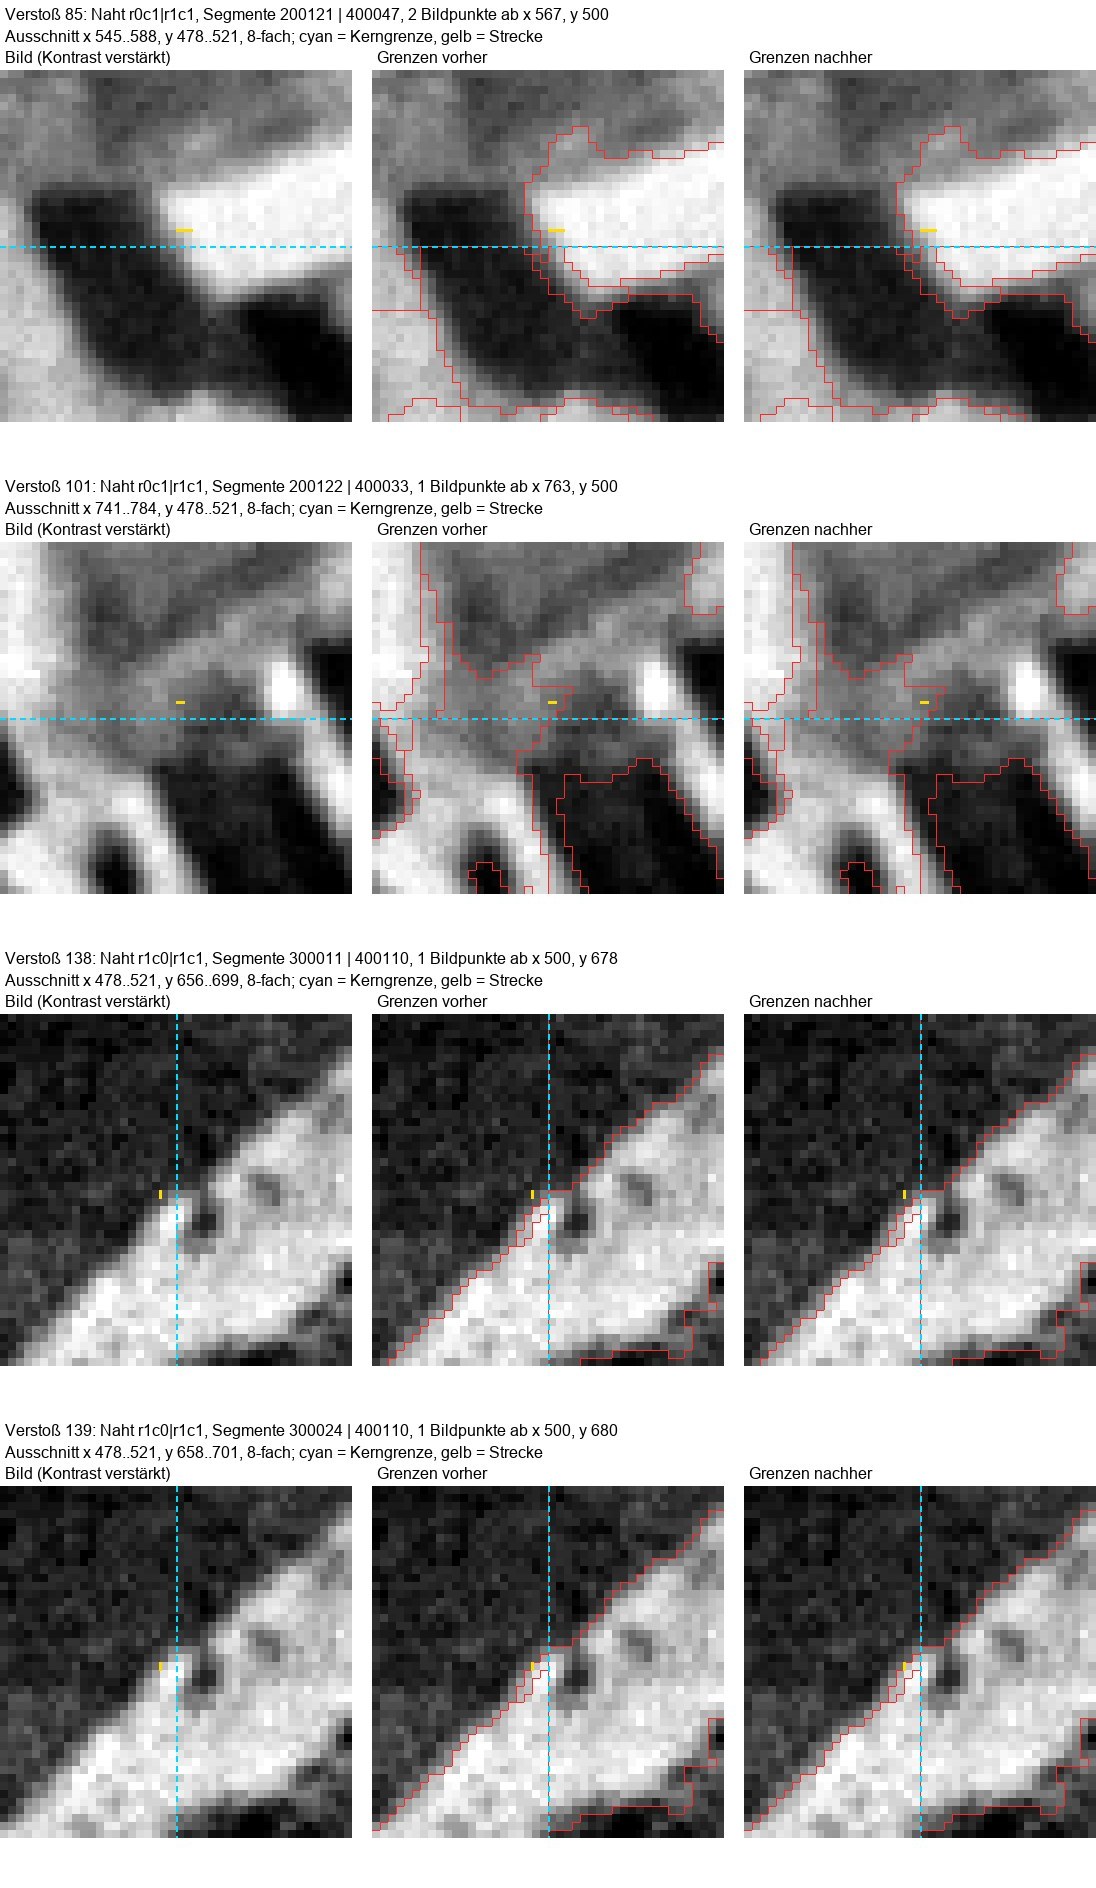 Verstoß 85: Naht r0c1|r1c1, Segmente 200121 | 400047, 2 Bildpunkte ab x 567, y 500
Ausschnitt x 545..588, y 478..521, 8-fach; cyan = Kerngrenze, gelb = Strecke
Bild (Kontrast verstärkt) Grenzen vorher Grenzen nachher
Verstoß 101: Naht r0c1|r1c1, Segmente 200122 | 400033, 1 Bildpunkte ab x 763, y 500
Ausschnitt x 741..784, y 478..521, 8-fach; cyan = Kerngrenze, gelb = Strecke
Bild (Kontrast verstärkt) Grenzen vorher Grenzen nachher
Verstoß 138: Naht r1c0|r1c1, Segmente 300011 | 400110, 1 Bildpunkte ab x 500, y 678
Ausschnitt x 478..521, y 656..699, 8-fach; cyan = Kerngrenze, gelb = Strecke
Bild (Kontrast verstärkt) Grenzen vorher Grenzen nachher
Verstoß 139: Naht r1c0|r1c1, Segmente 300024 | 400110, 1 Bildpunkte ab x 500, y 680
Ausschnitt x 478..521, y 658..701, 8-fach; cyan = Kerngrenze, gelb = Strecke
Bild (Kontrast verstärkt) Grenzen vorher Grenzen nachher